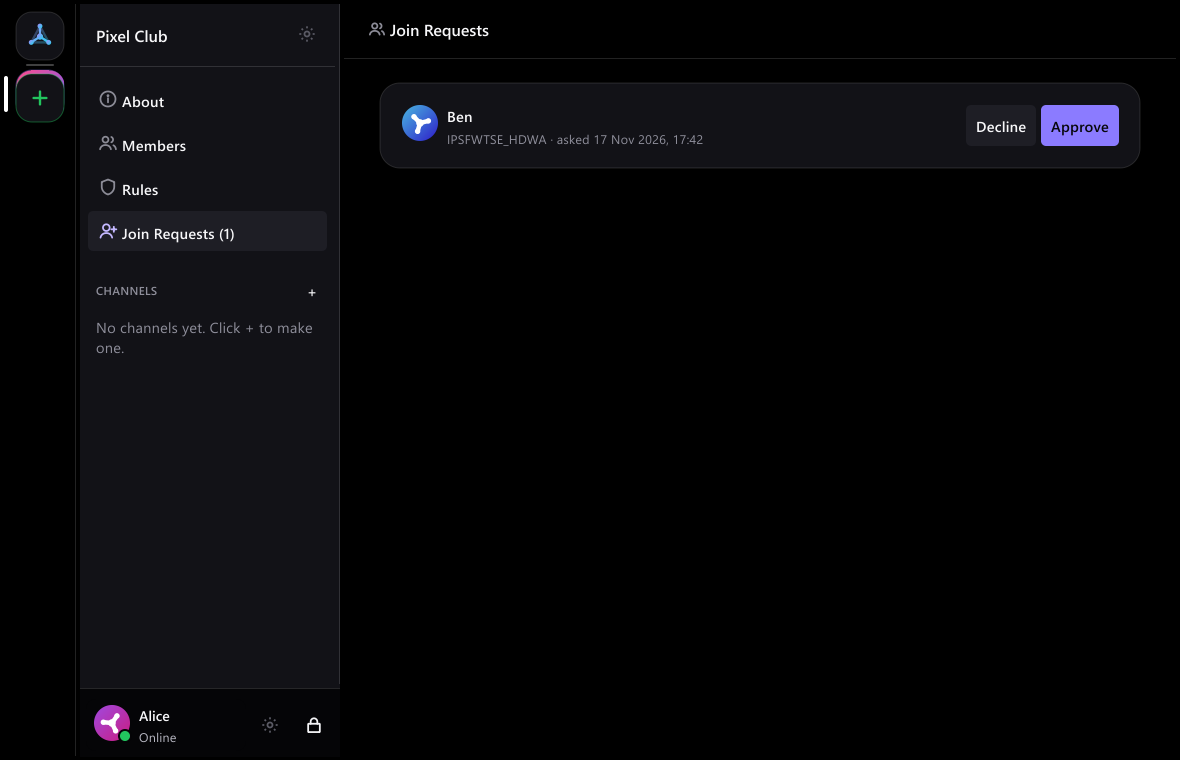 Pixel Club
About
Members
Rules
Join Requests (1)
CHANNELS
+
No channels yet. Click + to make
one.
Alice
Online
Join Requests
Ben
IPSFWTSE_HDWA · asked 17 Nov 2026, 17:42
Decline
Approve